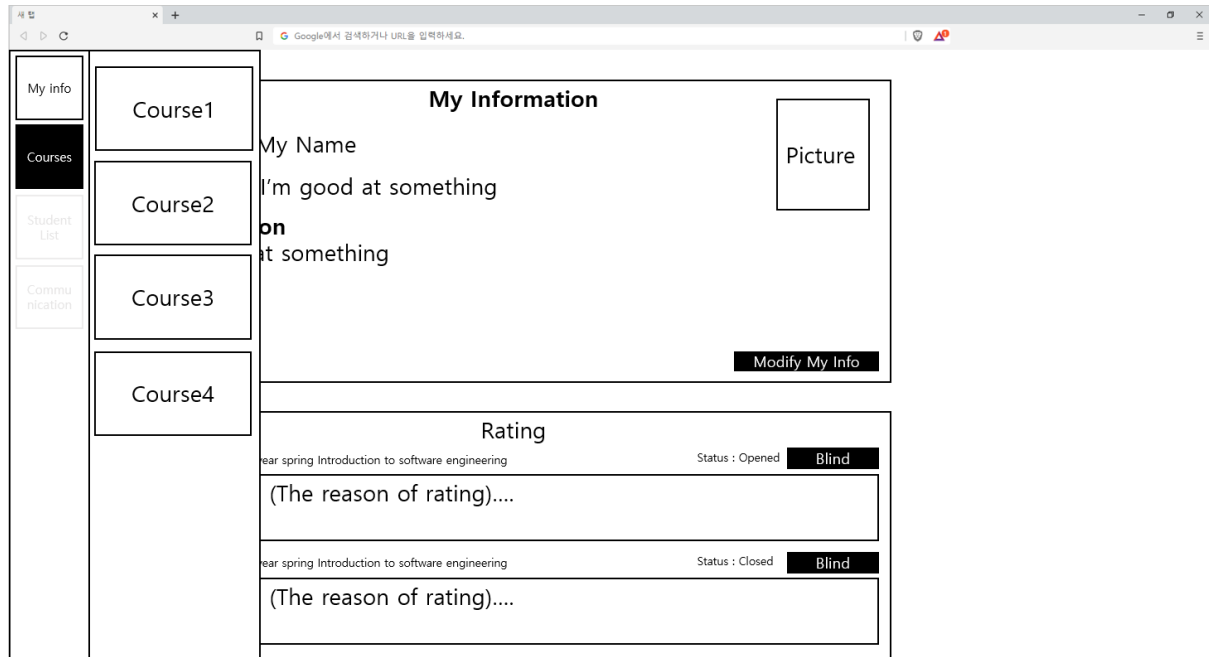 새 탭
Google에서 검색하거나 URL을 입력하세요.
1
My info
Courses
Student
List
Commu
nication
Course1
Course2
Course3
Course4
My Information
My Name
I'm good at something
on
at something
Picture
Modify My Info
Rating
year spring Introduction to software engineering
Status : Opened
Blind
(The reason of rating)....
year spring Introduction to software engineering
Status : Closed
Blind
(The reason of rating)....